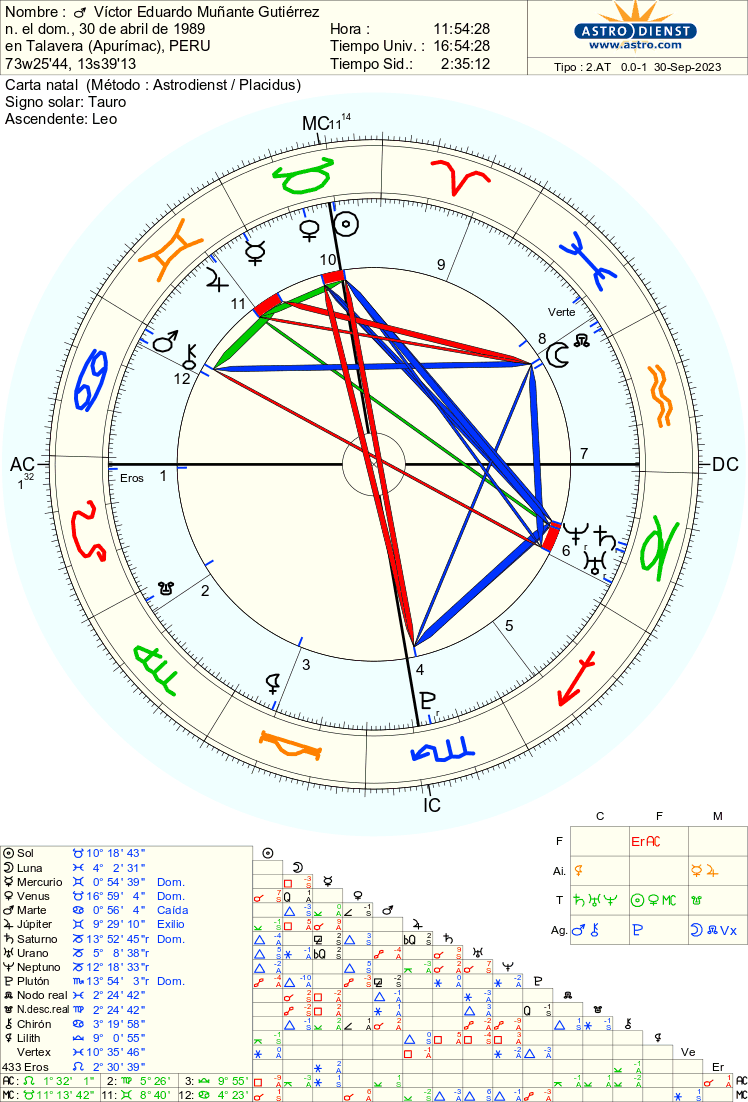 Nombre : ♂ Víctor Eduardo Muñante Gutiérrez
n. el dom., 30 de abril de 1989
en Talavera (Apurímac), PERU
73w25'44, 13s39'13
Hora : 11:54:28
Tiempo Univ. : 16:54:28
Tiempo Sid.: 2:35:12
ASTRO DIENST
www.astro.com
Tipo : 2.AT 0.0-1 30-Sep-2023
Carta natal (Método : Astrodienst / Placidus)
Signo solar: Tauro
Ascendente: Leo
MC 11 14
10
9
11
Verte
8
12
AC
1 32
Eros
1
7
DC
6
2
5
3
4
IC
C F M
F Er AC
Ai. ⚸ ☿ ♃
T ♄ ♅ ♆ ☉ ♀ MC ☋
Ag. ♂ ⚷ ♇ ☽ ☊ Vx
☉ Sol ♉ 10° 18' 43"
☽ Luna ♓ 4° 2' 31"
☿ Mercurio ♊ 0° 54' 39" Dom.
♀ Venus ♉ 16° 59' 4" Dom.
♂ Marte ♋ 0° 56' 4" Caída
♃ Júpiter ♊ 9° 29' 10" Exilio
♄ Saturno ♑ 13° 52' 45"r Dom.
♅ Urano ♑ 5° 8' 38"r
♆ Neptuno ♑ 12° 18' 33"r
♇ Plutón ♏ 13° 54' 3"r Dom.
☊ Nodo real ♓ 2° 24' 42"
☋ N.desc.real ♍ 2° 24' 42"
⚷ Chirón ♋ 3° 19' 58"
⚸ Lilith ♎ 9° 0' 55"
Vertex ♓ 10° 35' 46"
433 Eros ♌ 2° 30' 39"
AC: ♌ 1° 32' 1" 2: ♍ 5° 26' 3: ♎ 9° 55'
MC: ♉ 11° 13' 42" 11: ♊ 8° 40' 12: ♋ 4° 23'
Ve
Er
AC
MC